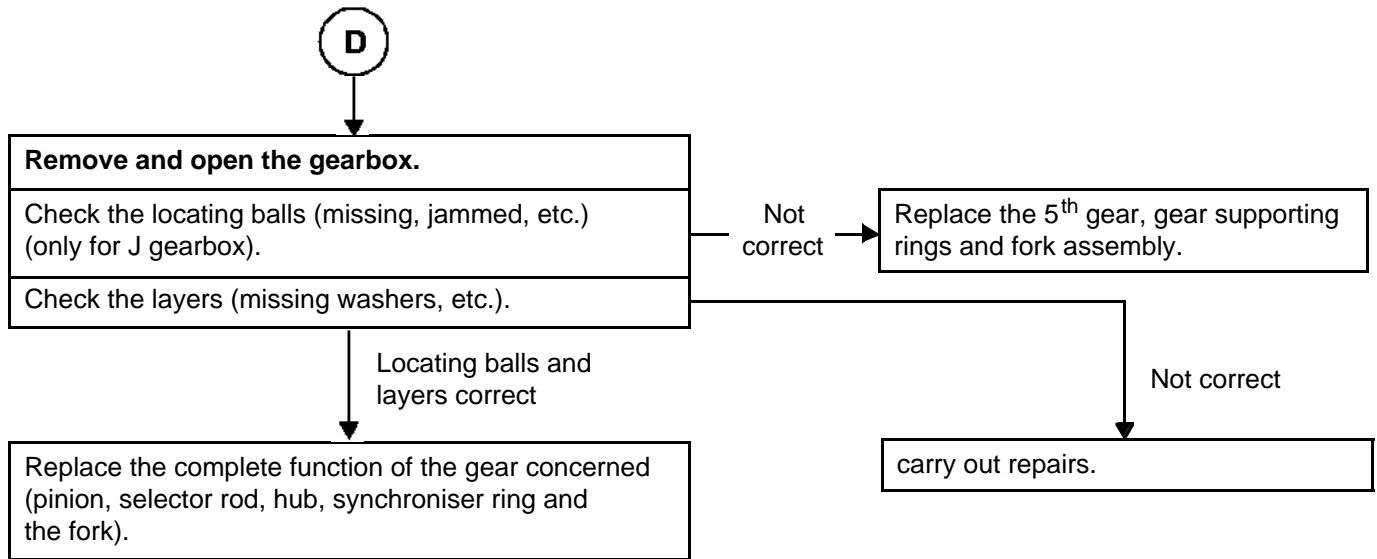 D
Remove and open the gearbox.
Check the locating balls (missing, jammed, etc.)
(only for J gearbox).
Not
correct
Replace the 5th gear, gear supporting
rings and fork assembly.
Check the layers (missing washers, etc.).
Locating balls and
layers correct
Not correct
Replace the complete function of the gear concerned
(pinion, selector rod, hub, synchroniser ring and
the fork).
carry out repairs.